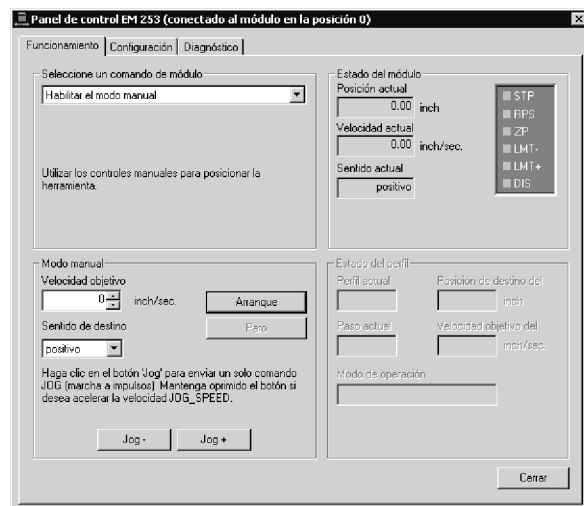 Panel de control EM 253 (conectado al módulo en la posición 0)
Funcionamiento Configuración Diagnóstico
Seleccione un comando de módulo
Habilitar el modo manual
Utilizar los controles manuales para posicionar la
herramienta.
Estado del módulo
Posición actual
0.00 inch
Velocidad actual
0.00 inch/sec.
Sentido actual
positivo
STP
RPS
ZP
LMT-
LMT+
DIS
Modo manual
Velocidad objetivo
0 inch/sec.
Arranque
Sentido de destino
Paro
positivo
Haga clic en el botón 'Jog' para enviar un solo comando
JOG (marcha a impulsos) Mantenga oprimido el botón si
desea acelerar la velocidad JOG_SPEED.
Jog - Jog +
Estado del perfil
Perfil actual Posición de destino del
inch
Paso actual Velocidad objetivo del
inch/sec.
Modo de operación
Cerrar